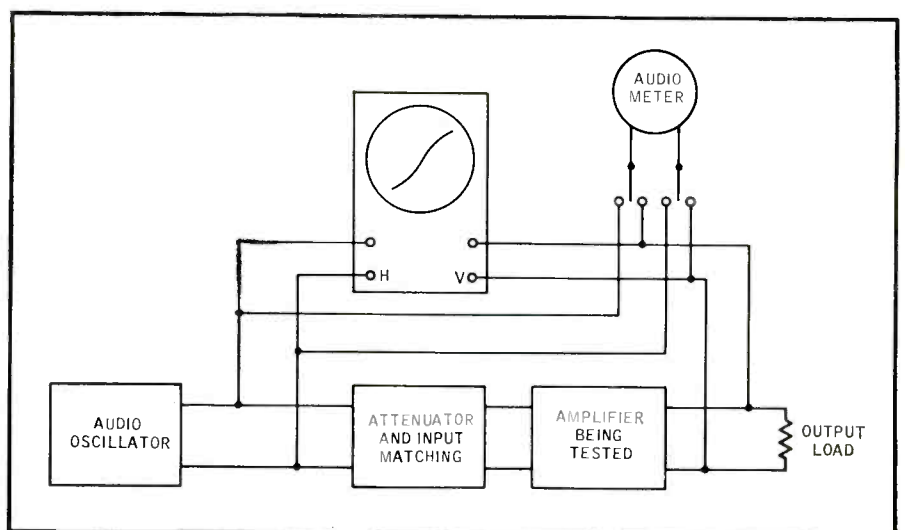 AUDIO
METER
H
V
AUDIO
OSCILLATOR
ATTENUATOR
AND INPUT
MATCHING
AMPLIFIER
BEING
TESTED
OUTPUT
LOAD